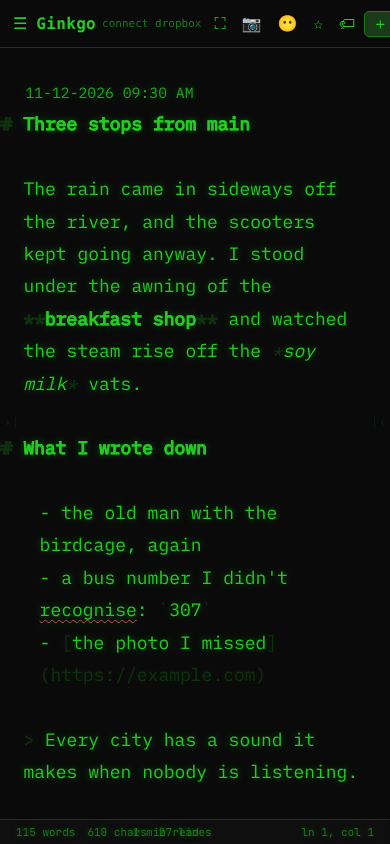 ☰ Ginkgo connect dropbox ⛶ 📷 😶 ☆ 🏷 +
11-12-2026 09:30 AM
# Three stops from main
The rain came in sideways off
the river, and the scooters
kept going anyway. I stood
under the awning of the
**breakfast shop** and watched
the steam rise off the *soy
milk* vats.
# What I wrote down
- the old man with the
birdcage, again
- a bus number I didn't
recognise: `307`
- [the photo I missed]
(https://example.com)
> Every city has a sound it
makes when nobody is listening.
115 words 610 chars ln 1, col 1